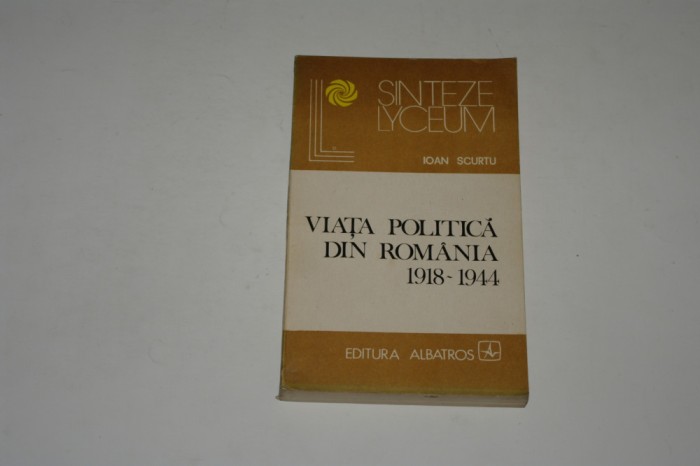 SINTEZE
LYCEUM
IOAN SCURTU
VIAȚA POLITICĂ
DIN ROMÂNIA
1918-1944
EDITURA ALBATROS